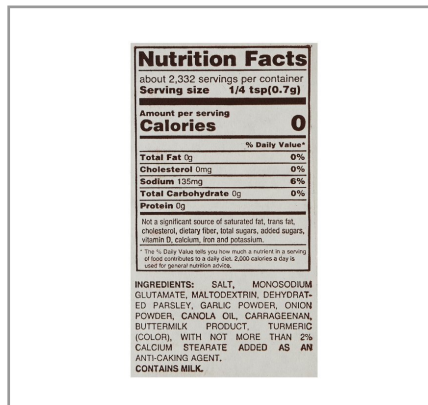 Nutrition Facts
about 2,332 servings per container
Serving size 1/4 tsp(0.7g)
Amount per serving
Calories 0
% Daily Value*
Total Fat 0g 0%
Cholesterol 0mg 0%
Sodium 135mg 6%
Total Carbohydrate 0g 0%
Protein 0g
Not a significant source of saturated fat, trans fat,
cholesterol, dietary fiber, total sugars, added sugars,
vitamin D, calcium, iron and potassium.
* The % Daily Value tells you how much a nutrient in a serving
of food contributes to a daily diet. 2,000 calories a day is
used for general nutrition advice.
INGREDIENTS: SALT, MONOSODIUM
GLUTAMATE, MALTODEXTRIN, DEHYDRAT-
ED PARSLEY, GARLIC POWDER, ONION
POWDER, CANOLA OIL, CARRAGEENAN,
BUTTERMILK PRODUCT, TURMERIC
(COLOR), WITH NOT MORE THAN 2%
CALCIUM STEARATE ADDED AS AN
ANTI-CAKING AGENT.
CONTAINS MILK.